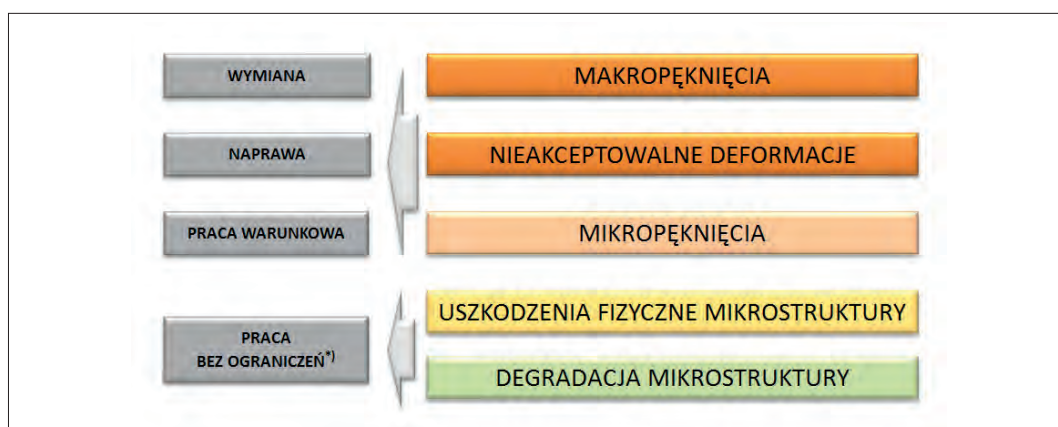 WYMIANA
MAKROPĘKNIĘCIA
NAPRAWA
NIEAKCEPTOWALNE DEFORMACJE
PRACA WARUNKOWA
MIKROPĘKNIĘCIA
PRACA
BEZ OGRANICZEŃ*)
USZKODZENIA FIZYCZNE MIKROSTRUKTURY
DEGRADACJA MIKROSTRUKTURY